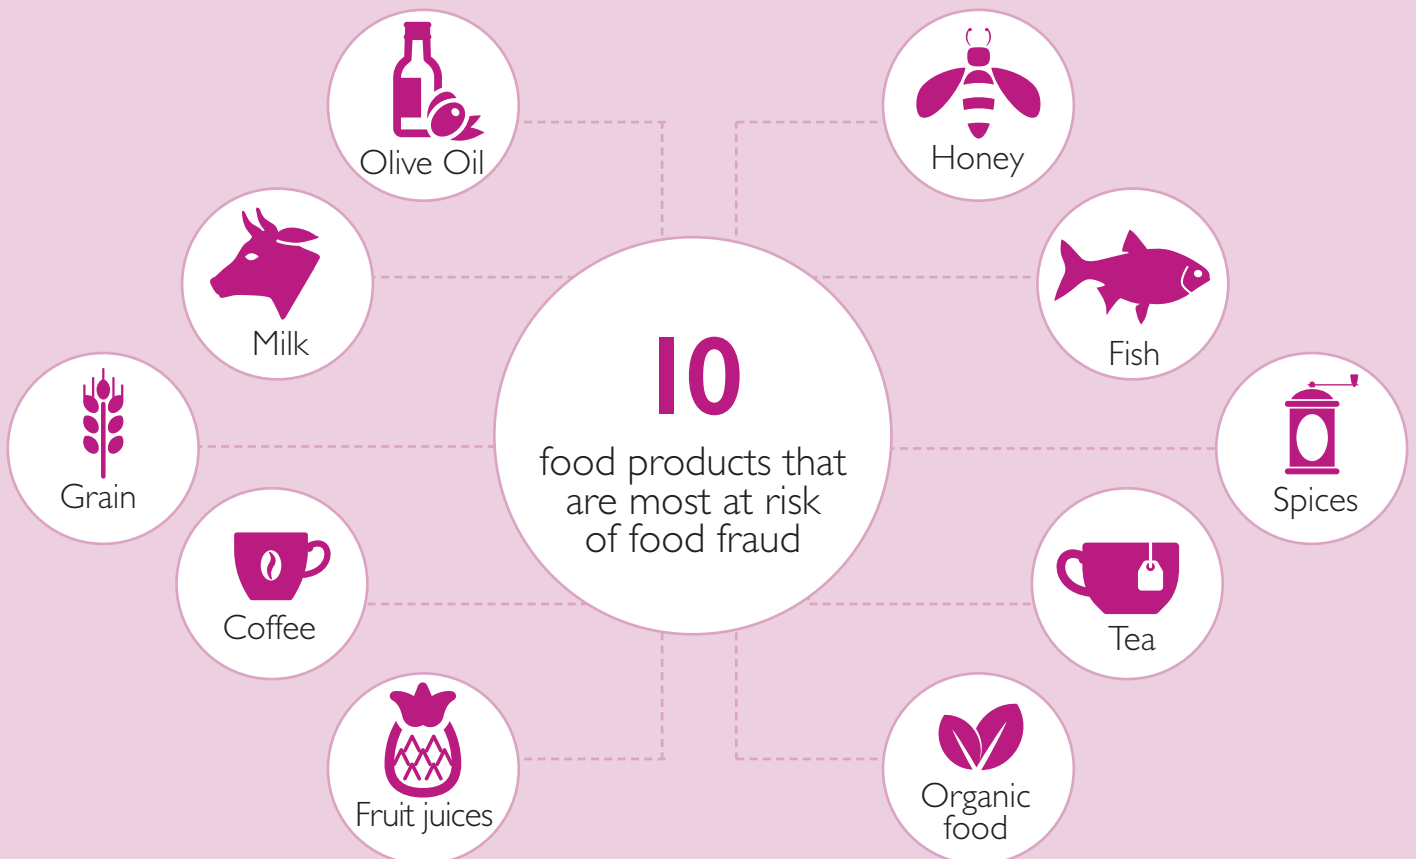 Olive Oil
Honey
Milk
Fish
10
food products that
are most at risk
of food fraud
Grain
Spices
Coffee
Tea
Fruit juices
Organic
food